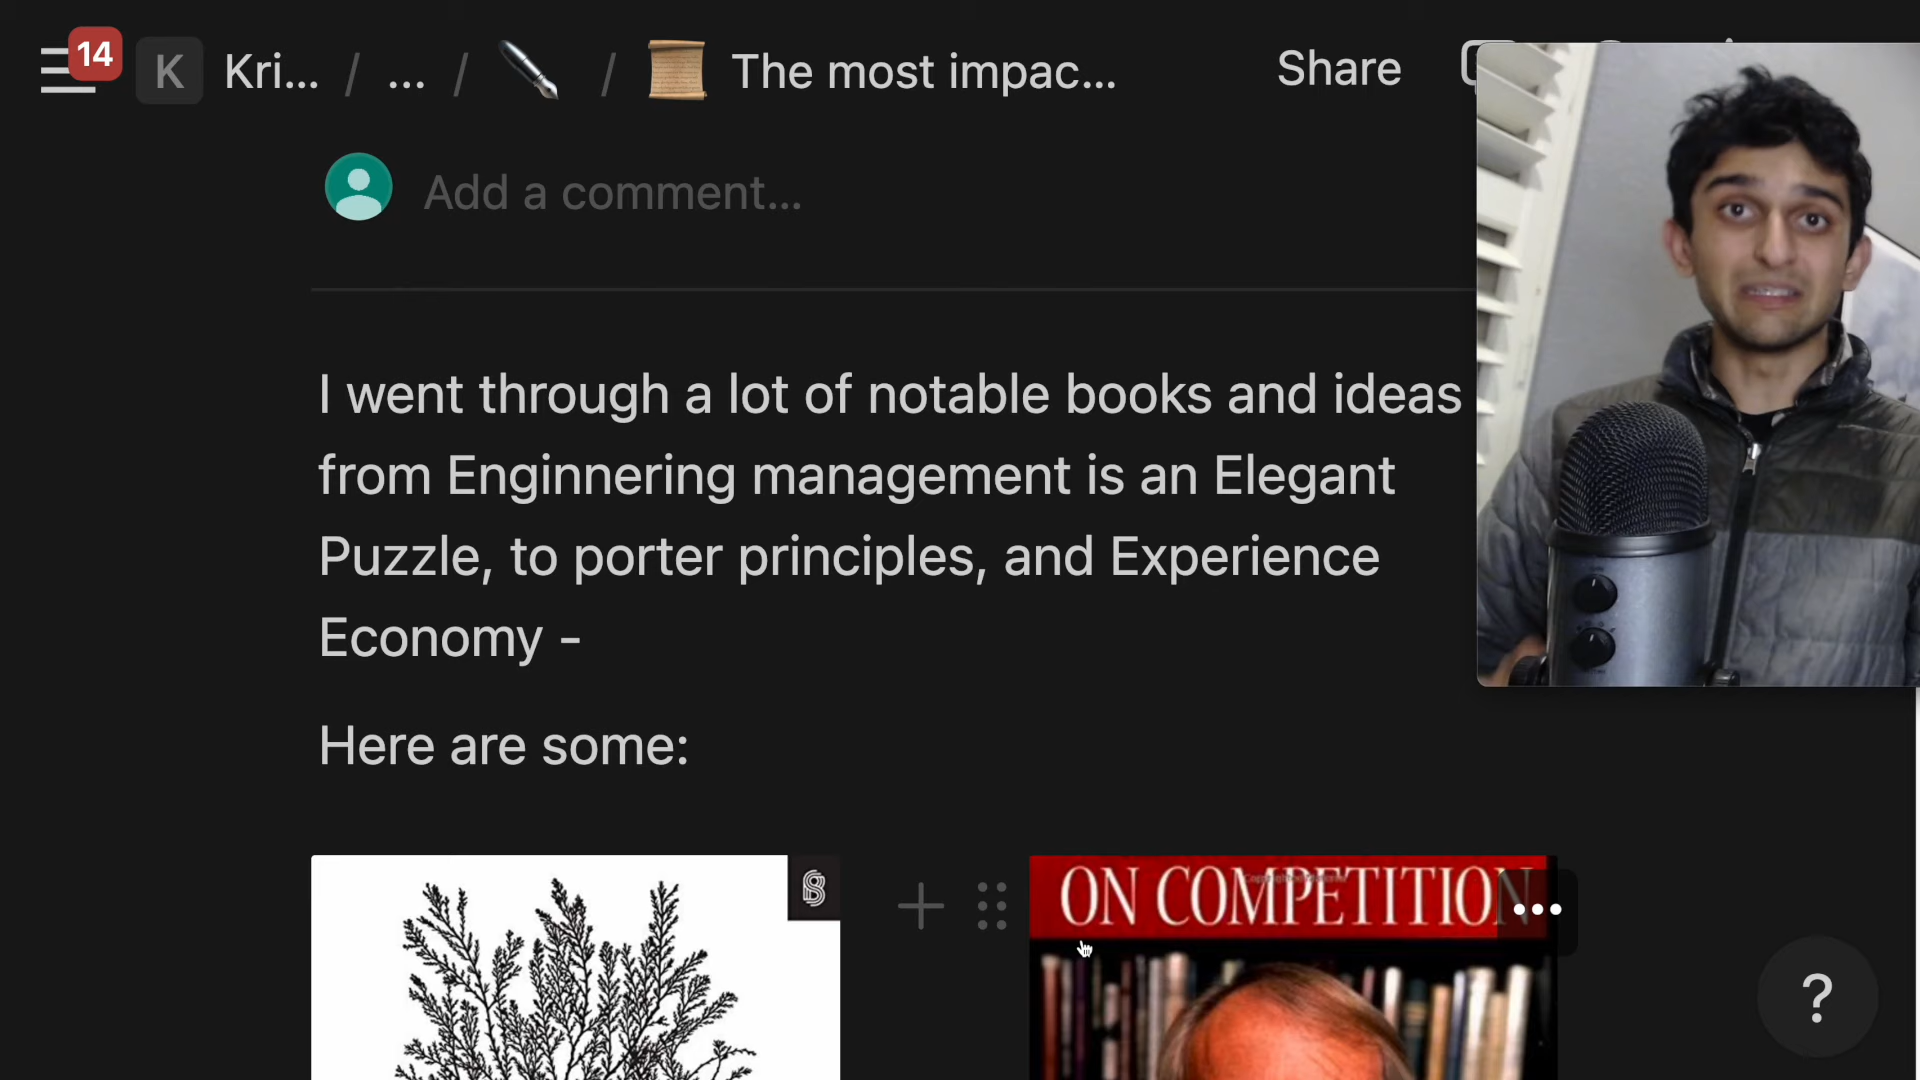 14
K Kri... / ... / / The most impac...
Share
Add a comment...
I went through a lot of notable books and ideas
from Enginnering management is an Elegant
Puzzle, to porter principles, and Experience
Economy -
Here are some:
ON COMPETITION
?